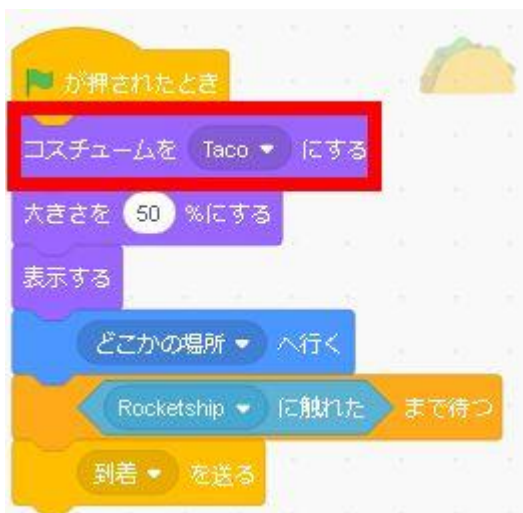 が押されたとき
コスチュームを Taco にする
大きさを 50 %にする
表示する
どこかの場所 へ行く
Rocketship に触れた まで待つ
到着 を送る